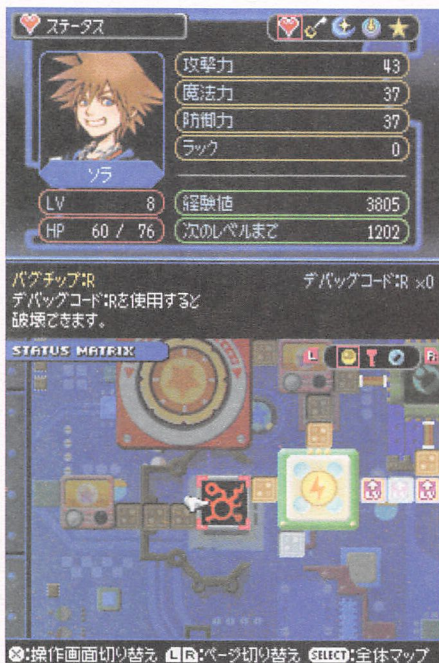 ステータス
攻撃力 43
魔法力 37
防御力 37
ラック 0
ソラ
LV 8
経験値 3805
HP 60 / 76
次のレベルまで 1202
バグチップ:R
デバッグコード:R ×0
デバッグコード:Rを使用すると
破壊できます。
STATUS MATRIX
L R
LV LV LV
Ⓧ:操作画面切り替え L R:ページ切り替え SELECT:全体マップ